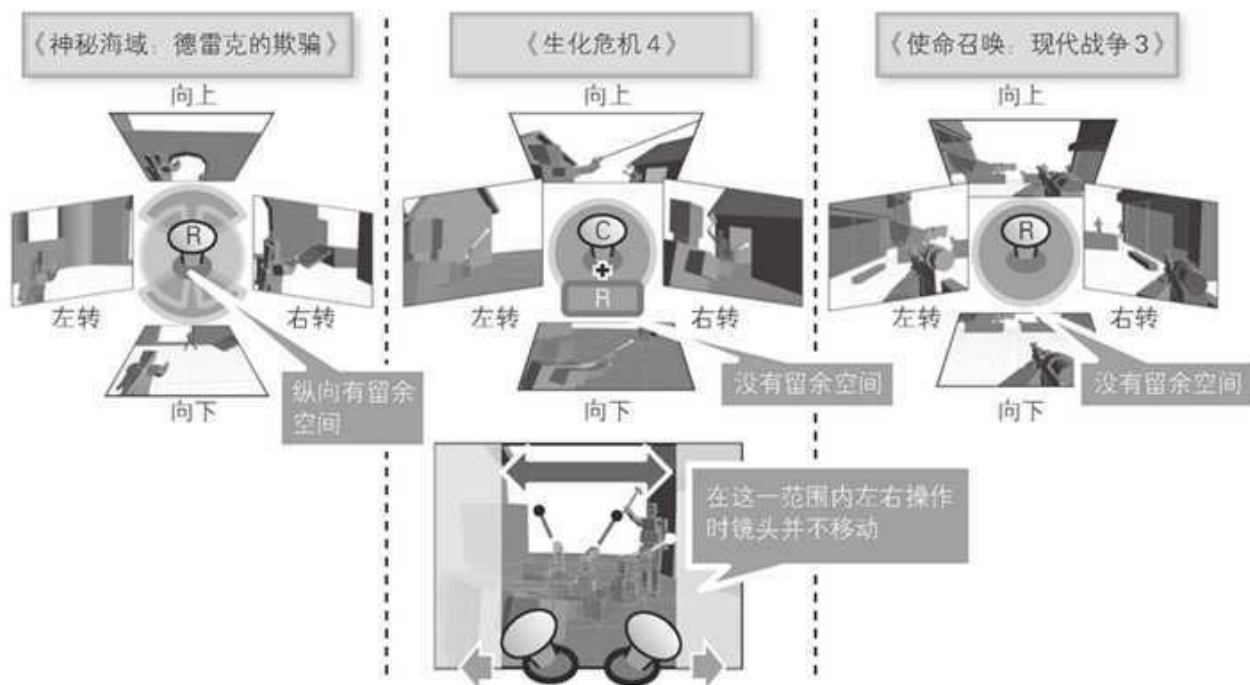 《神秘海域：德雷克的欺骗》
向上
R
左转
右转
向下
纵向有留余
空间
《生化危机4》
向上
C
R
左转
右转
向下
没有留余空间
在这一范围内左右操作
时镜头并不移动
《使命召唤：现代战争3》
向上
R
左转
右转
向下
没有留余空间